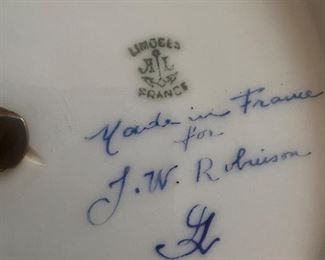 LIMOGES
FRANCE
Made in France
for
J. W. Robinson